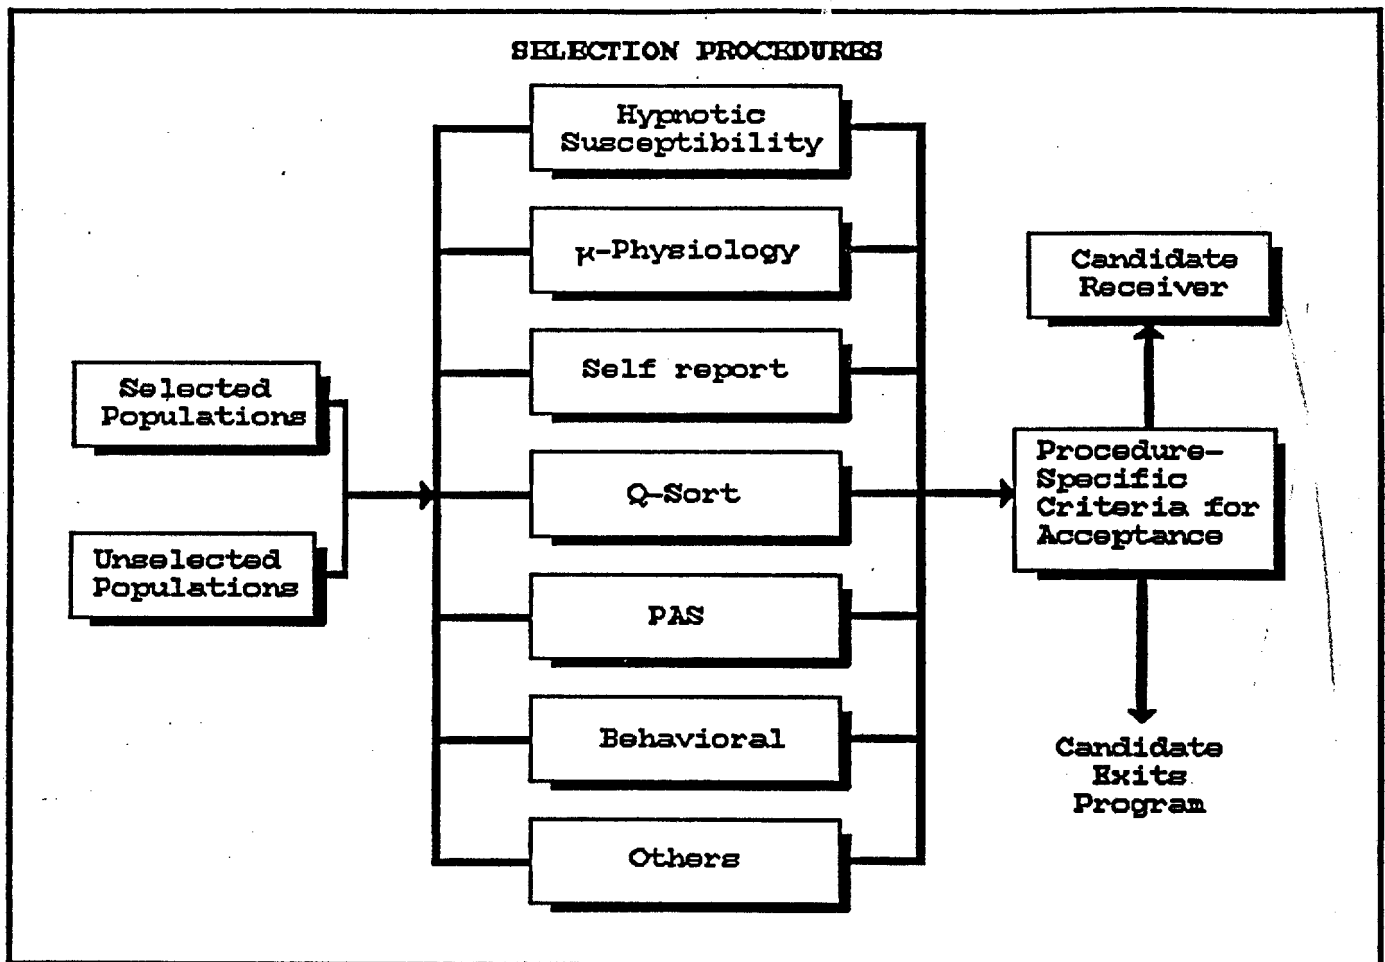 SELECTION PROCEDURES
Hypnotic
Susceptibility
µ-Physiology
Self report
Q-Sort
PAS
Behavioral
Others
Selected
Populations
Unselected
Populations
Candidate
Receiver
Procedure-
Specific
Criteria for
Acceptance
Candidate
Exits
Program